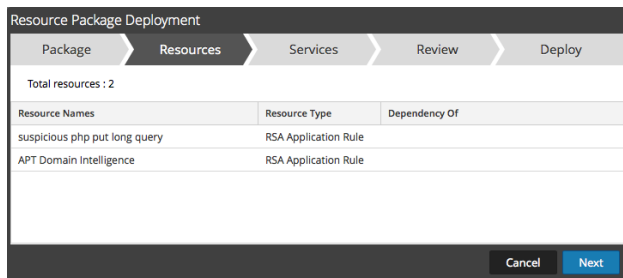 Resource Package Deployment
Package Resources Services Review Deploy
Total resources : 2
Resource Names Resource Type Dependency Of
suspicious php put long query RSA Application Rule
APT Domain Intelligence RSA Application Rule
Cancel Next